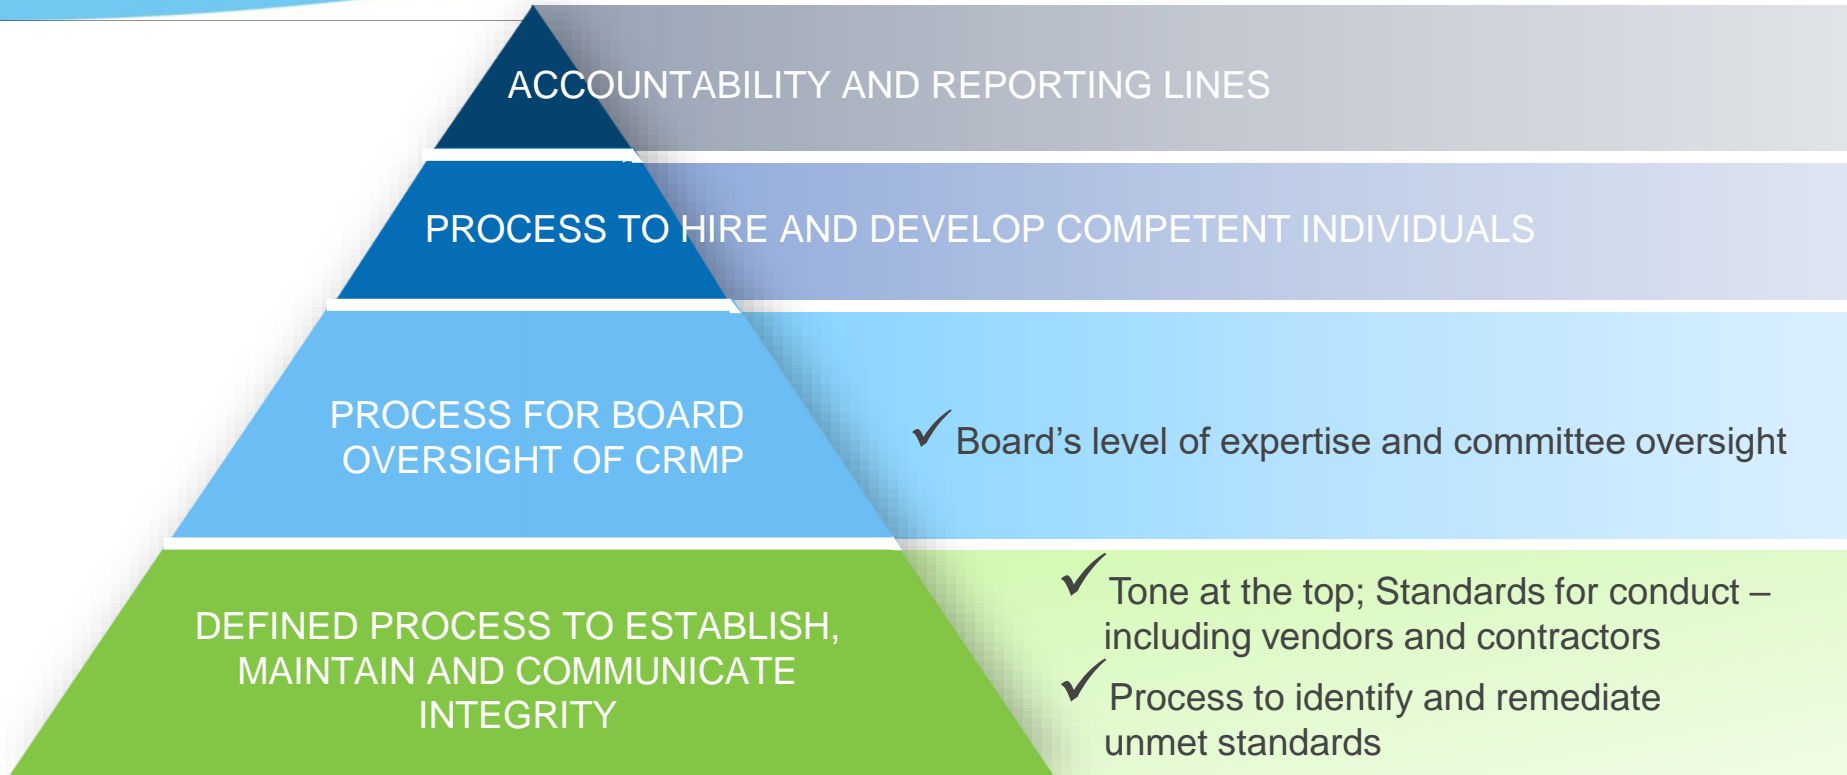 ACCOUNTABILITY AND REPORTING LINES
PROCESS TO HIRE AND DEVELOP COMPETENT INDIVIDUALS
PROCESS FOR BOARD
OVERSIGHT OF CRMP
✓Board’s level of expertise and committee oversight
DEFINED PROCESS TO ESTABLISH,
MAINTAIN AND COMMUNICATE
INTEGRITY
✓Tone at the top; Standards for conduct –
including vendors and contractors
✓Process to identify and remediate
unmet standards